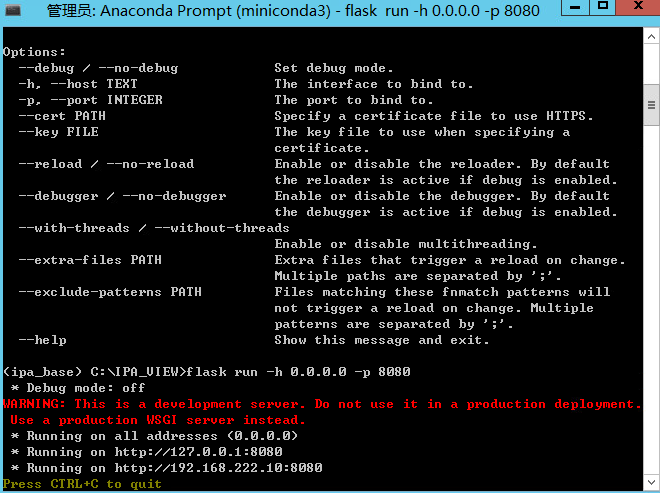 管理员: Anaconda Prompt (miniconda3) - flask  run -h 0.0.0.0 -p 8080
Options:
--debug / --no-debug Set debug mode.
-h, --host TEXT The interface to bind to.
-p, --port INTEGER The port to bind to.
--cert PATH Specify a certificate file to use HTTPS.
--key FILE The key file to use when specifying a
certificate.
--reload / --no-reload Enable or disable the reloader. By default
the reloader is active if debug is enabled.
--debugger / --no-debugger Enable or disable the debugger. By default
the debugger is active if debug is enabled.
--with-threads / --without-threads
Enable or disable multithreading.
--extra-files PATH Extra files that trigger a reload on change.
Multiple paths are separated by ';'.
--exclude-patterns PATH Files matching these fnmatch patterns will
not trigger a reload on change. Multiple
patterns are separated by ';'.
--help Show this message and exit.
(ipa_base) C:\IPA_VIEW>flask run -h 0.0.0.0 -p 8080
* Debug mode: off
WARNING: This is a development server. Do not use it in a production deployment.
Use a production WSGI server instead.
* Running on all addresses (0.0.0.0)
* Running on http://127.0.0.1:8080
* Running on http://192.168.222.10:8080
Press CTRL+C to quit